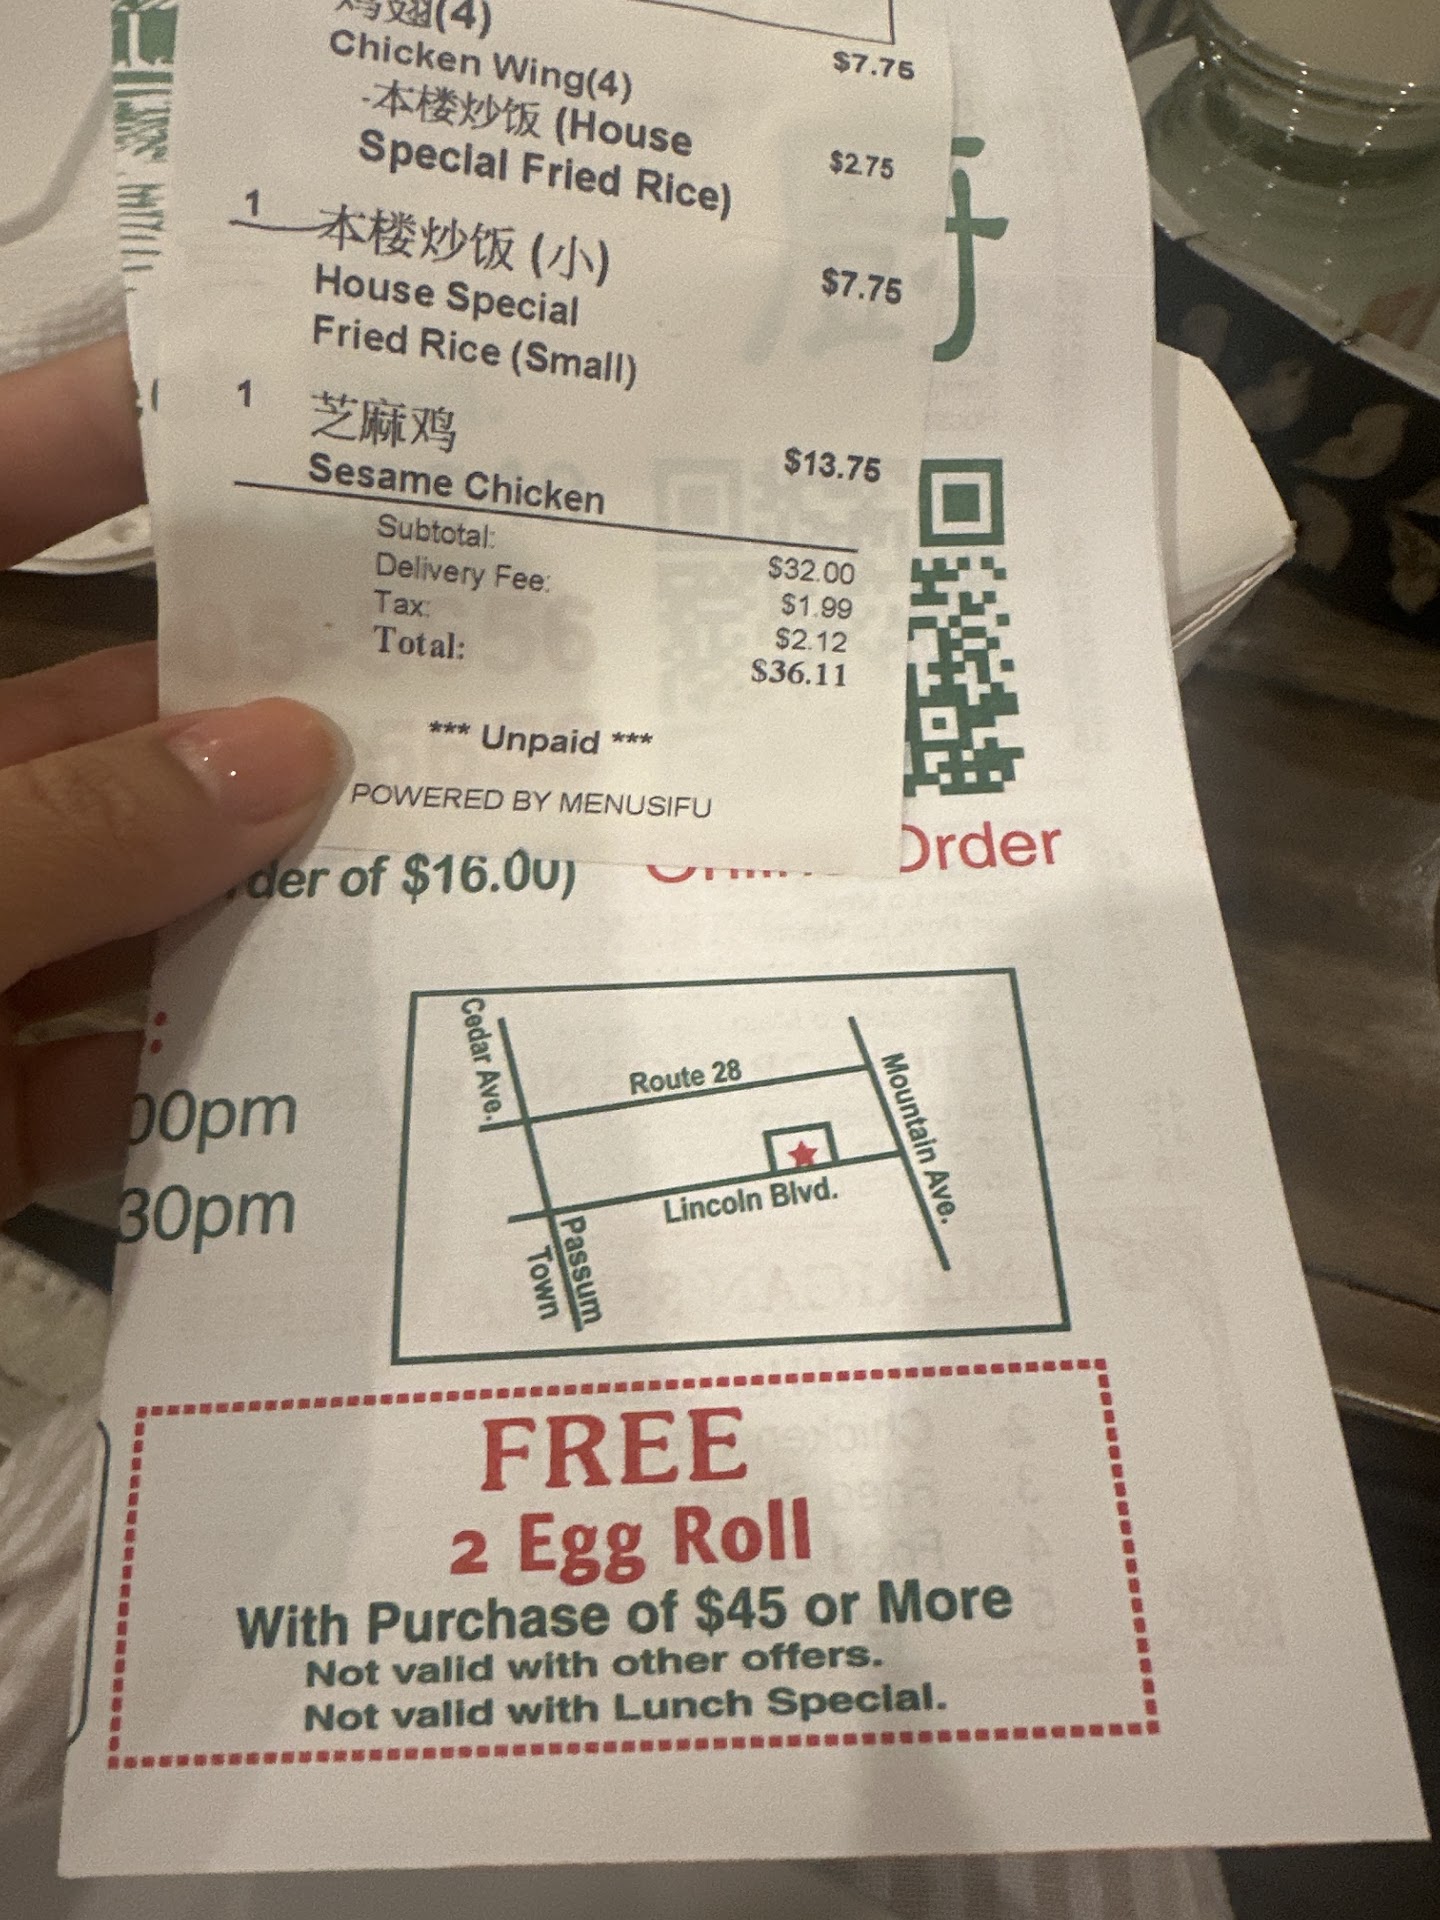 鸡翅(4)
Chicken Wing(4)
$7.75
-本楼炒饭 (House
Special Fried Rice)
$2.75
1
本楼炒饭 (小)
House Special
Fried Rice (Small)
$7.75
1
芝麻鸡
Sesame Chicken
$13.75
Subtotal:
$32.00
Delivery Fee:
$1.99
Tax:
$2.12
Total:
$36.11
*** Unpaid ***
POWERED BY MENUSIFU
der of $16.00)
Order
00pm
30pm
Cedar Ave.
Route 28
Mountain Ave.
Lincoln Blvd.
Passum
Town
FREE
2 Egg Roll
With Purchase of $45 or More
Not valid with other offers.
Not valid with Lunch Special.